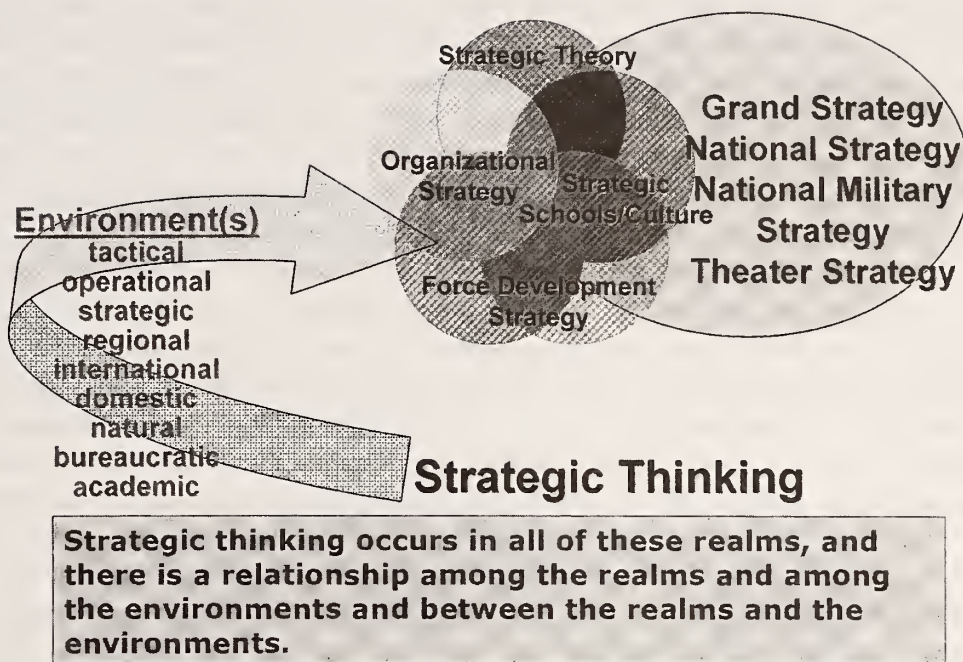 Strategic Theory
Organizational
Strategy
Strategic
Schools/Culture
Force Development
Strategy
Grand Strategy
National Strategy
National Military
Strategy
Theater Strategy
Environment(s)
tactical
operational
strategic
regional
international
domestic
natural
bureaucratic
academic
Strategic Thinking
Strategic thinking occurs in all of these realms, and
there is a relationship among the realms and among
the environments and between the realms and the
environments.